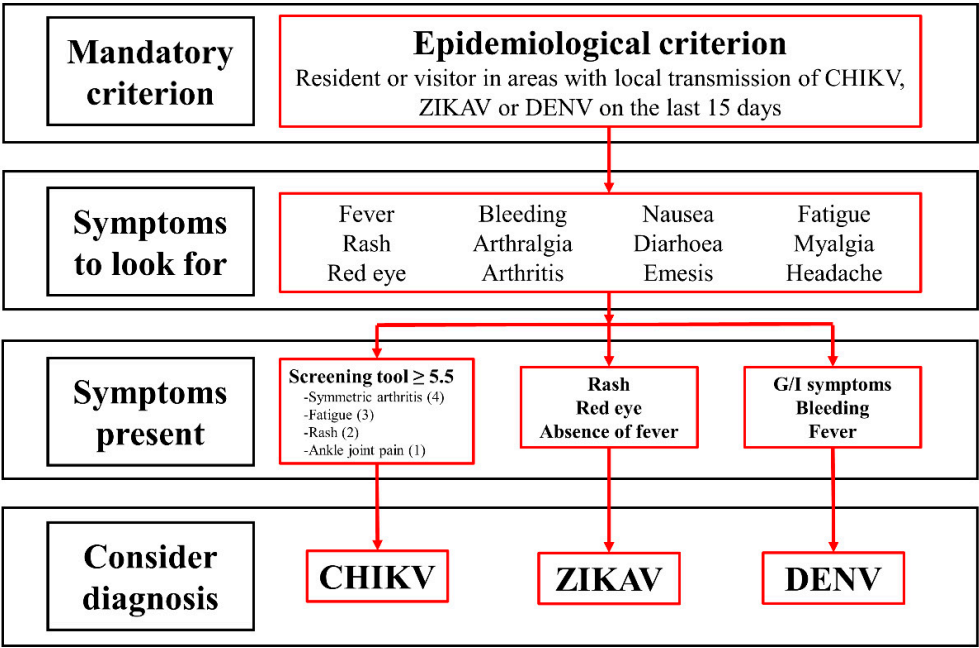 Mandatory
criterion
Epidemiological criterion
Resident or visitor in areas with local transmission of CHIKV,
ZIKAV or DENV on the last 15 days
Symptoms
to look for
Fever
Rash
Red eye
Bleeding
Arthralgia
Arthritis
Nausea
Diarhoea
Emesis
Fatigue
Myalgia
Headache
Symptoms
present
Screening tool ≥ 5.5
-Symmetric arthritis (4)
-Fatigue (3)
-Rash (2)
-Ankle joint pain (1)
Rash
Red eye
Absence of fever
G/I symptoms
Bleeding
Fever
Consider
diagnosis
CHIKV
ZIKAV
DENV